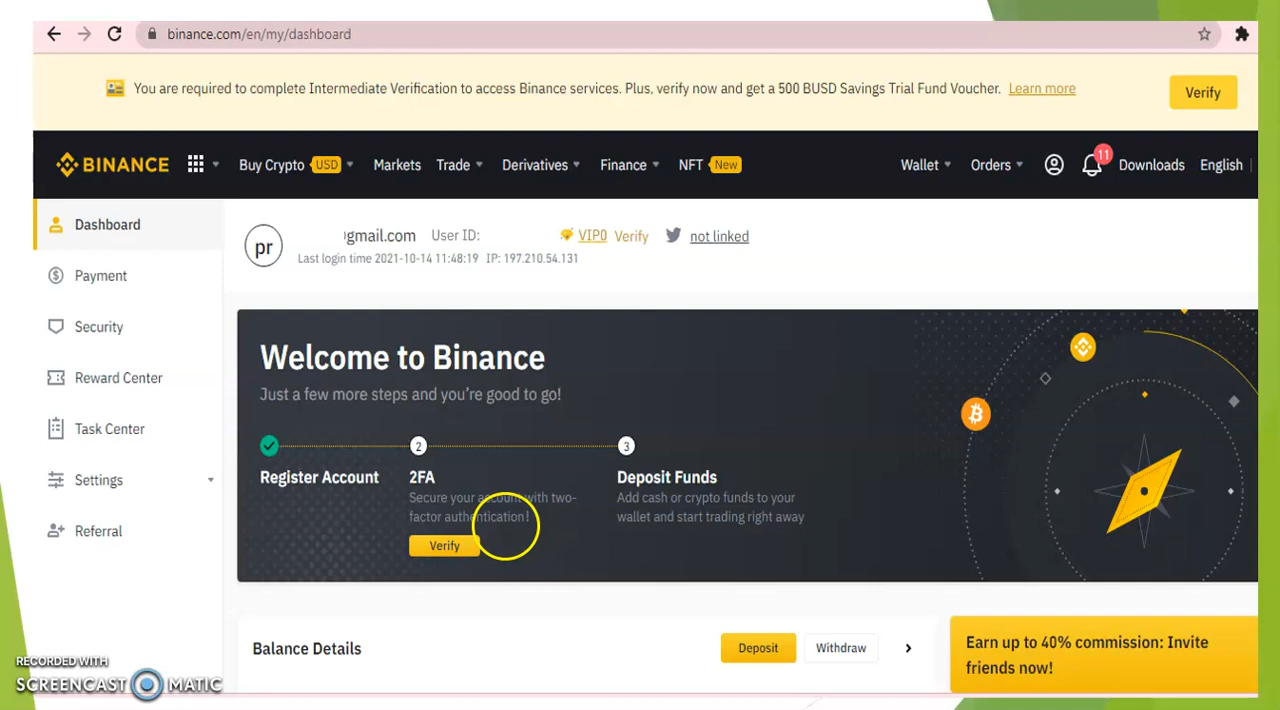 binance.com/en/my/dashboard
You are required to complete Intermediate Verification to access Binance services. Plus, verify now and get a 500 BUSD Savings Trial Fund Voucher. Learn more
Verify
BINANCE Buy Crypto USD Markets Trade Derivatives Finance NFT New Wallet Orders 11 Downloads English
Dashboard
Payment
Security
Reward Center
Task Center
Settings
Referral
pr
gmail.com User ID: VIP0 Verify not linked
Last login time 2021-10-14 11:48:19 IP: 197.210.54.131
Welcome to Binance
Just a few more steps and you're good to go!
2 3
Register Account 2FA Deposit Funds
Secure your account with two- Add cash or crypto funds to your
factor authentication! wallet and start trading right away
Verify
Balance Details Deposit Withdraw
Earn up to 40% commission: Invite
friends now!
RECORDED WITH
SCREENCAST MATIC